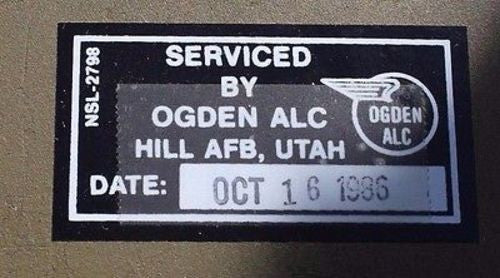 NSL-2798
SERVICED
BY
OGDEN ALC
HILL AFB, UTAH
OGDEN
ALC
DATE: OCT 16 1986